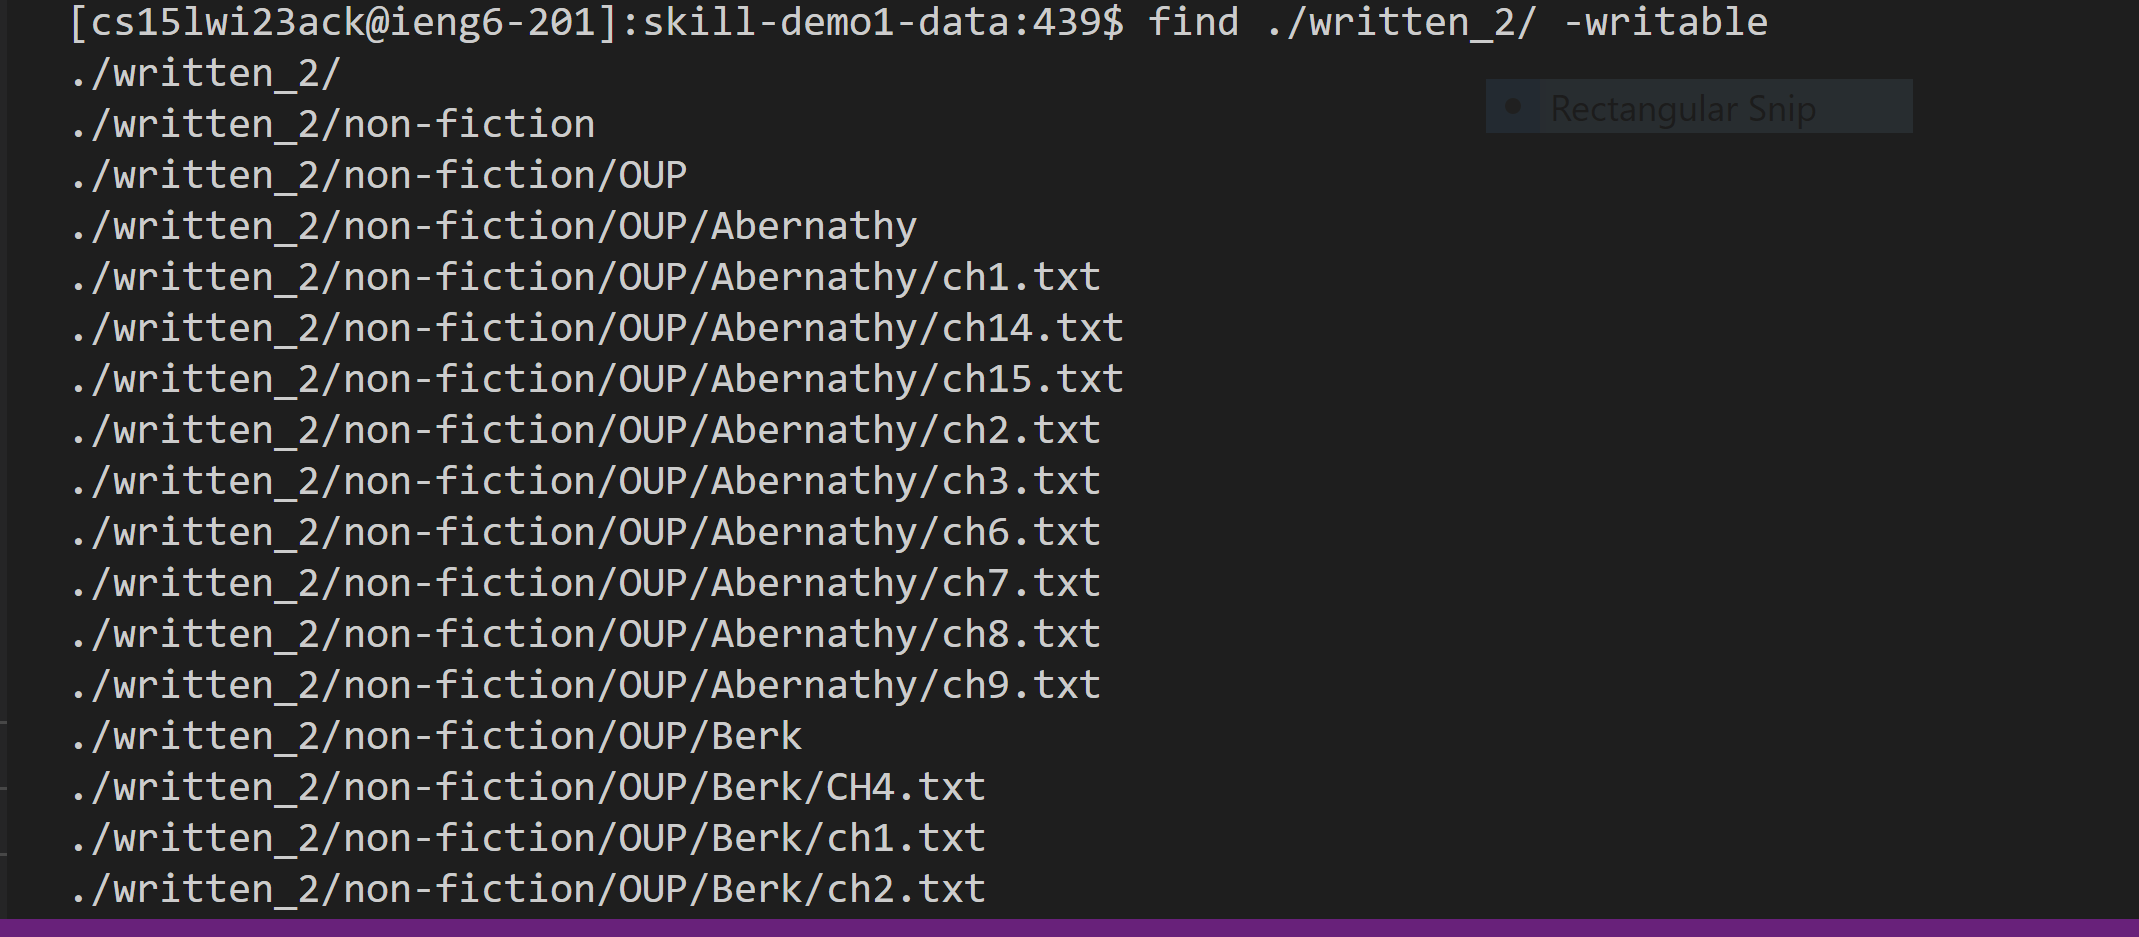 [cs15lwi23ack@ieng6-201]:skill-demo1-data:439$ find ./written_2/ -writable
./written_2/
Rectangular Snip
./written_2/non-fiction
./written_2/non-fiction/OUP
./written_2/non-fiction/OUP/Abernathy
./written_2/non-fiction/OUP/Abernathy/ch1.txt
./written_2/non-fiction/OUP/Abernathy/ch14.txt
./written_2/non-fiction/OUP/Abernathy/ch15.txt
./written_2/non-fiction/OUP/Abernathy/ch2.txt
./written_2/non-fiction/OUP/Abernathy/ch3.txt
./written_2/non-fiction/OUP/Abernathy/ch6.txt
./written_2/non-fiction/OUP/Abernathy/ch7.txt
./written_2/non-fiction/OUP/Abernathy/ch8.txt
./written_2/non-fiction/OUP/Abernathy/ch9.txt
./written_2/non-fiction/OUP/Berk
./written_2/non-fiction/OUP/Berk/CH4.txt
./written_2/non-fiction/OUP/Berk/ch1.txt
./written_2/non-fiction/OUP/Berk/ch2.txt